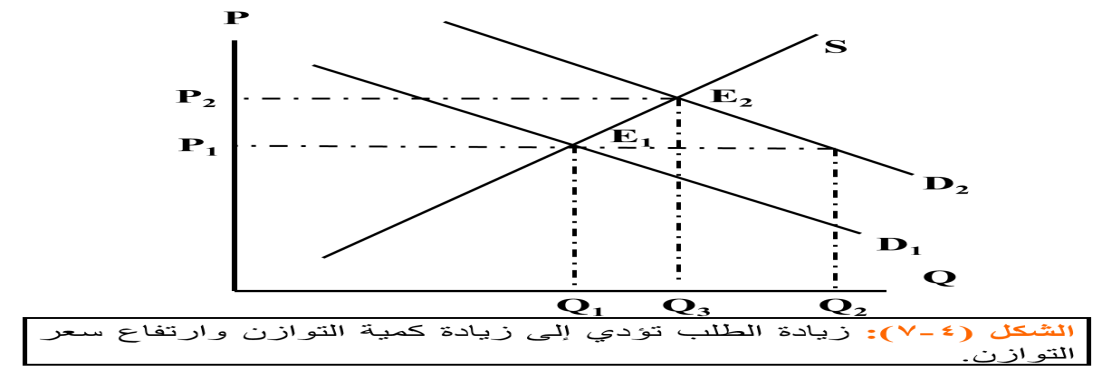 P
S
P₂
E₂
P₁
E₁
D₂
D₁
Q
Q₁ Q₃ Q₂
الشكل (٤-٧): زيادة الطلب تؤدي إلى زيادة كمية التوازن وارتفاع سعر
التوازن.